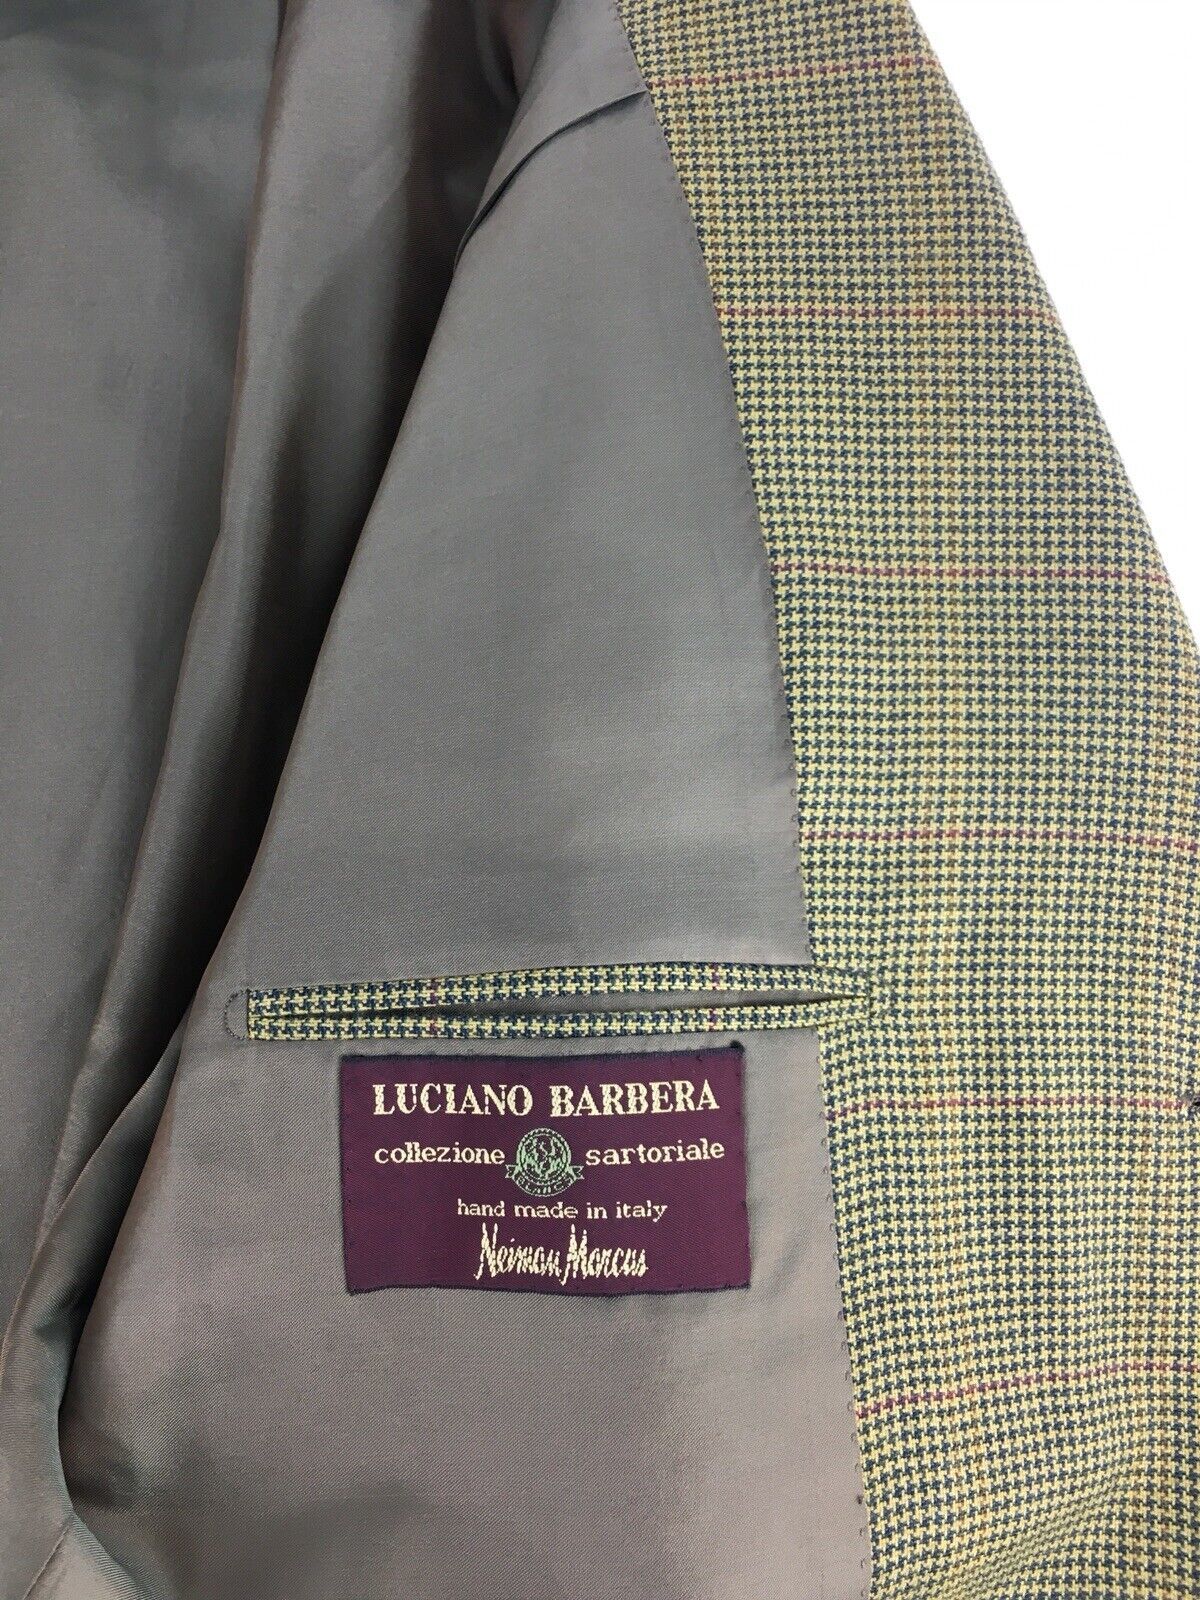 LUCIANO BARBERA
collezione sartoriale
hand made in italy
Neiman Marcus